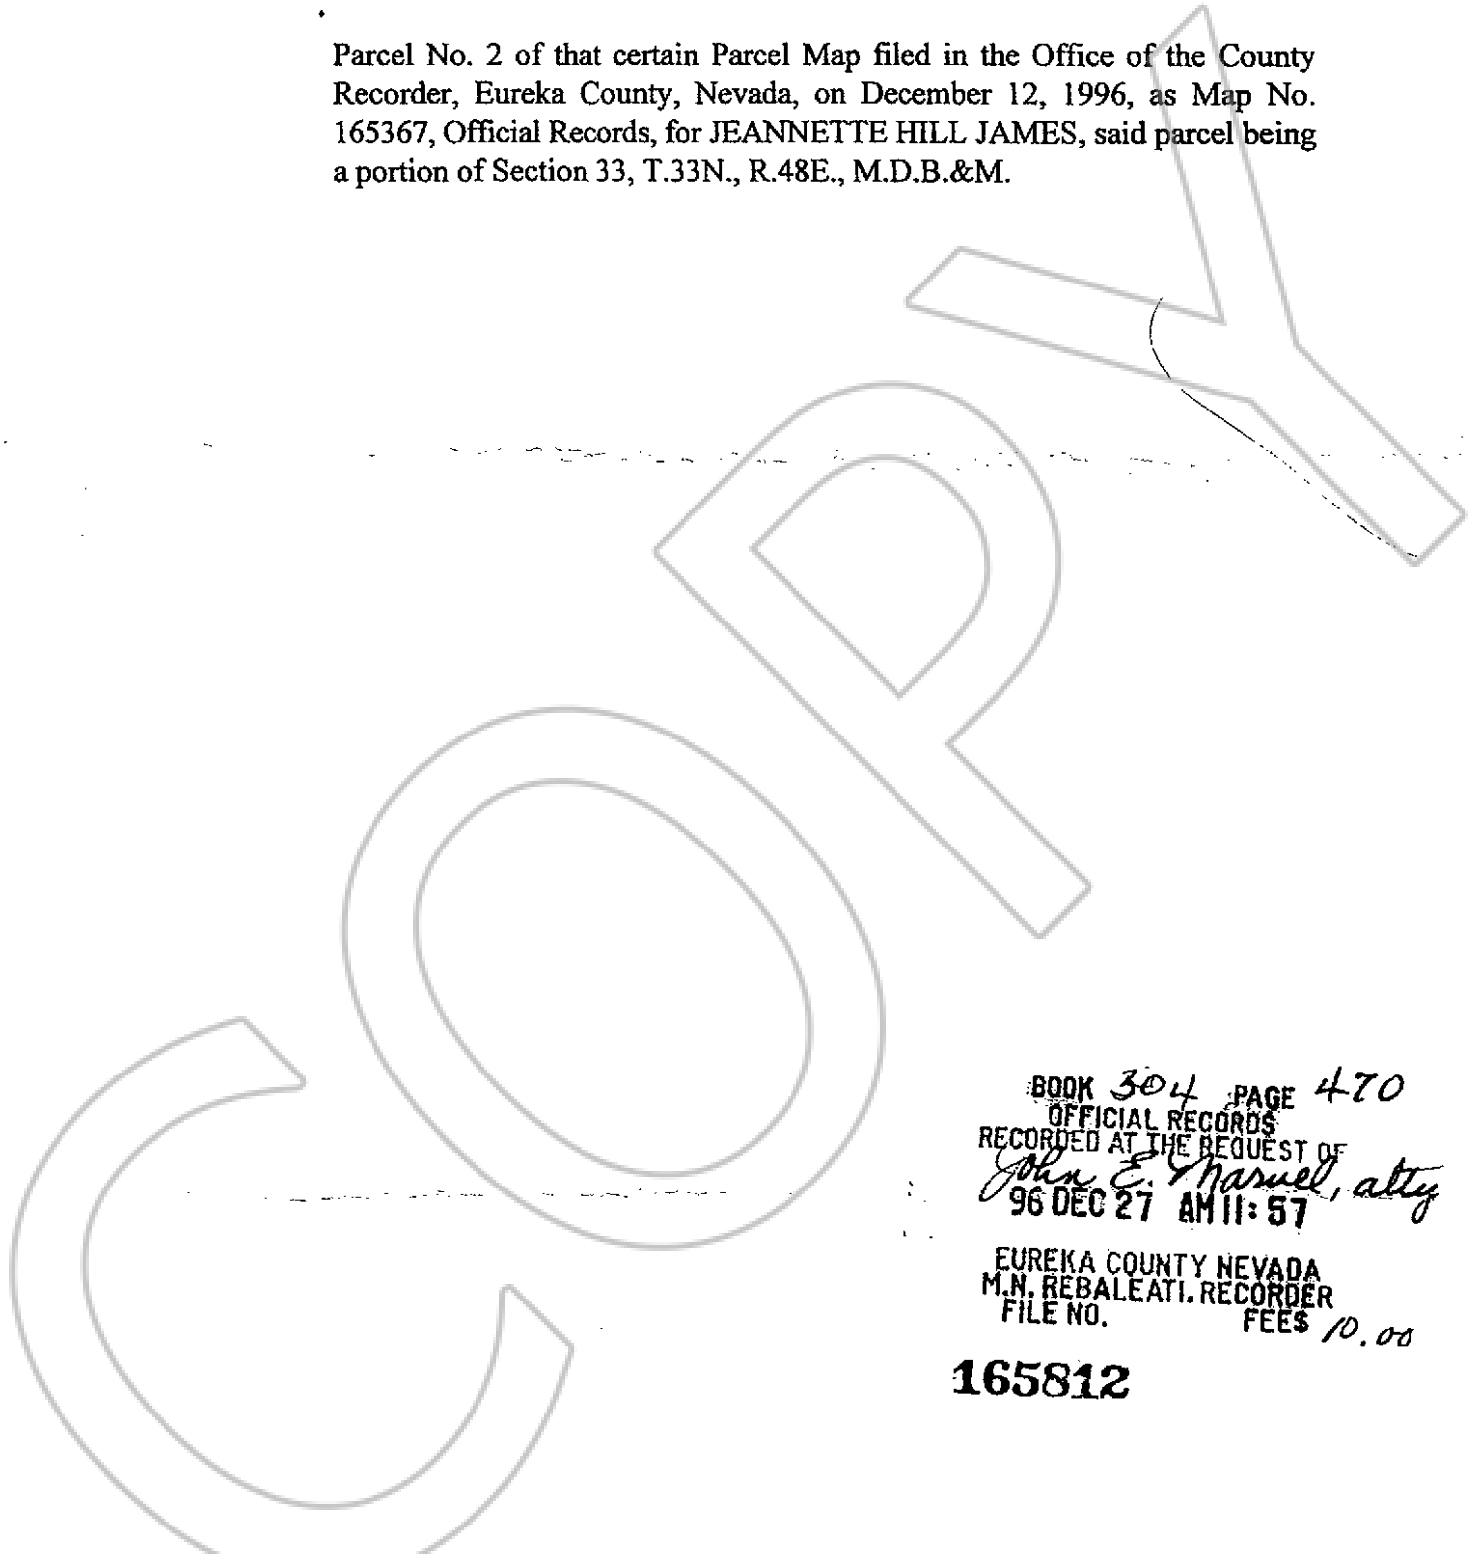 Parcel No. 2 of that certain Parcel Map filed in the Office of the County
Recorder, Eureka County, Nevada, on December 12, 1996, as Map No.
165367, Official Records, for JEANNETTE HILL JAMES, said parcel being
a portion of Section 33, T.33N., R.48E., M.D.B.&M.
COPY
BOOK 304 PAGE 470
OFFICIAL RECORDS
RECORDED AT THE REQUEST OF
John E. Marvel, atty
96 DEC 27 AM 11:57
EUREKA COUNTY NEVADA
M.N. REBALEATI. RECORDER
FILE NO. FEE$ 10.00
165812